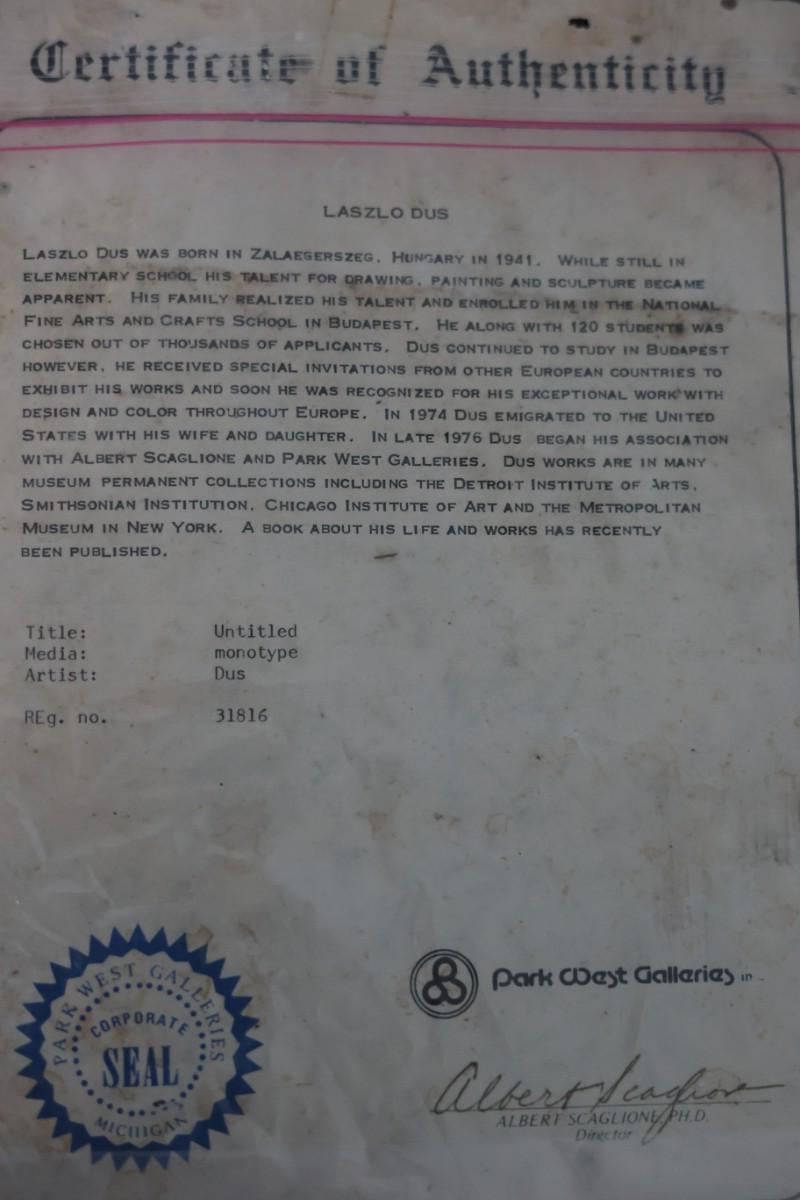 Certificate of Authenticity
LASZLO DUS
LASZLO DUS WAS BORN IN ZALAEGERSZEG, HUNGARY IN 1941. WHILE STILL IN
ELEMENTARY SCHOOL HIS TALENT FOR DRAWING, PAINTING AND SCULPTURE BECAME
APPARENT. HIS FAMILY REALIZED HIS TALENT AND ENROLLED HIM IN THE NATIONAL
FINE ARTS AND CRAFTS SCHOOL IN BUDAPEST. HE ALONG WITH 120 STUDENTS WAS
CHOSEN OUT OF THOUSANDS OF APPLICANTS. DUS CONTINUED TO STUDY IN BUDAPEST
HOWEVER, HE RECEIVED SPECIAL INVITATIONS FROM OTHER EUROPEAN COUNTRIES TO
EXHIBIT HIS WORKS AND SOON HE WAS RECOGNIZED FOR HIS EXCEPTIONAL WORK WITH
DESIGN AND COLOR THROUGHOUT EUROPE. IN 1974 DUS EMIGRATED TO THE UNITED
STATES WITH HIS WIFE AND DAUGHTER. IN LATE 1976 DUS BEGAN HIS ASSOCIATION
WITH ALBERT SCAGLIONE AND PARK WEST GALLERIES. DUS WORKS ARE IN MANY
MUSEUM PERMANENT COLLECTIONS INCLUDING THE DETROIT INSTITUTE OF ARTS,
SMITHSONIAN INSTITUTION, CHICAGO INSTITUTE OF ART AND THE METROPOLITAN
MUSEUM IN NEW YORK. A BOOK ABOUT HIS LIFE AND WORKS HAS RECENTLY
BEEN PUBLISHED.
Title: Untitled
Media: monotype
Artist: Dus
REg. no. 31816
PARK WEST GALLERIES
CORPORATE
SEAL
MICHIGAN
Park West Galleries
Albert Scaglione
ALBERT SCAGLIONE, PH.D.
Director